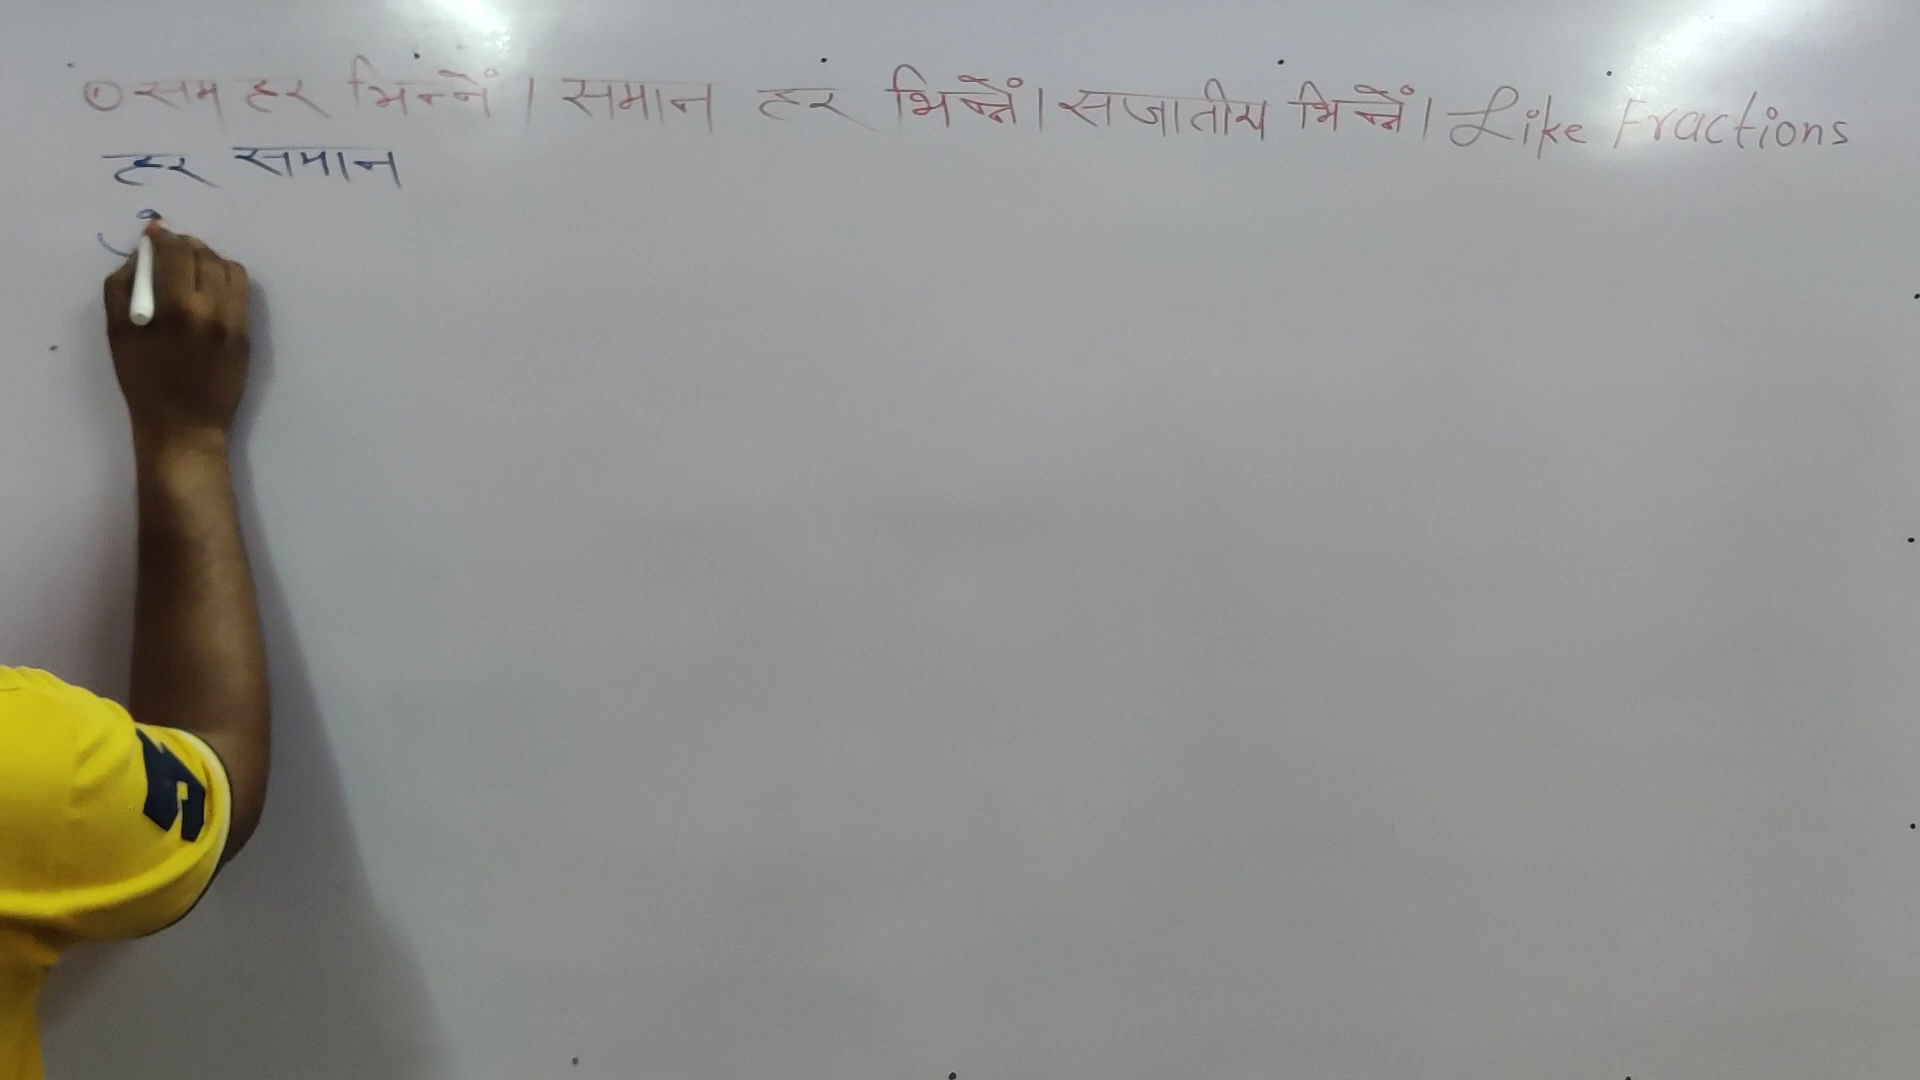 ① सम हर भिन्नें। समान हर भिन्नें। सजातीय भिन्नें। Like Fractions
हर समान